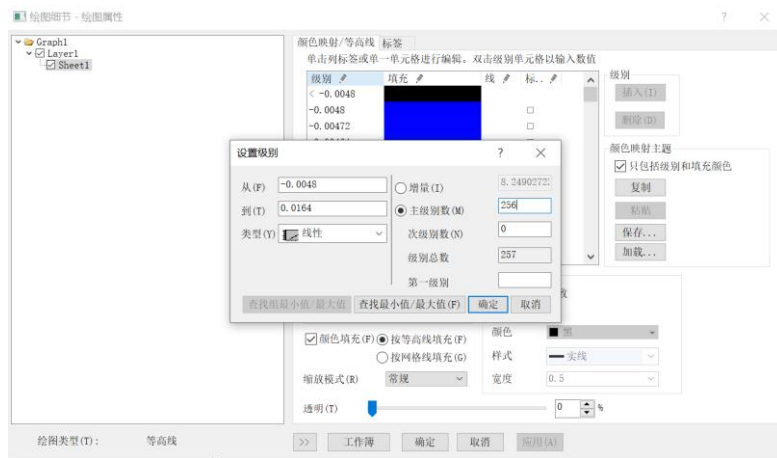 绘图细节 - 绘图属性
? ×
Graph1
Layer1
Sheet1
颜色映射/等高线 标签
单击列标签或单一单元格进行编辑。双击级别单元格以输入数值
级别 填充 线 标..
< -0.0048
-0.0048
-0.00472
级别
插入(I)
删除(D)
颜色映射主题
只包括级别和填充颜色
复制
粘贴
保存...
加载...
设置级别 ? ×
从(F) -0.0048
到(T) 0.0164
类型(Y) 线性
增量(I) 8.2490272
主级别数(M) 256
次级别数(N) 0
级别总数 257
第一级别
查找组最小值/最大值 查找最小值/最大值(F) 确定 取消
颜色填充(F) 按等高线填充(F)
按网格线填充(G)
缩放模式(R) 常规
颜色 黑
样式 实线
宽度 0.5
透明(T) 0 %
绘图类型(T): 等高线
>> 工作簿 确定 取消 应用(A)